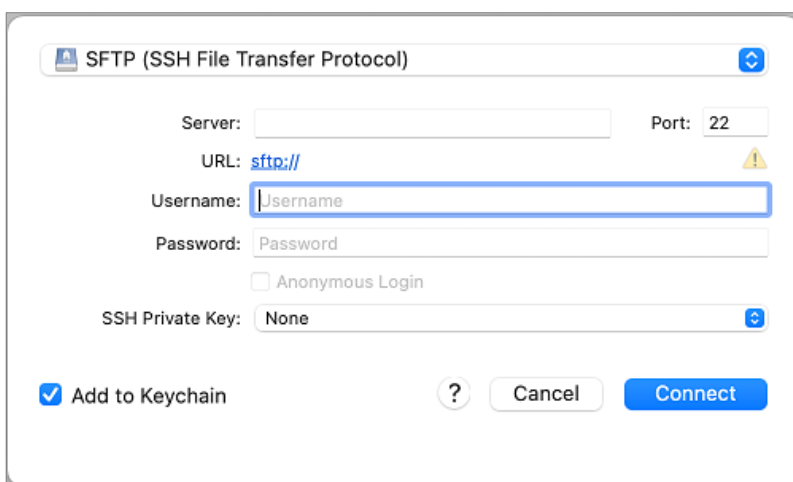 SFTP (SSH File Transfer Protocol)
Server: Port: 22
URL: sftp://
Username: Username
Password: Password
Anonymous Login
SSH Private Key: None
Add to Keychain ? Cancel Connect